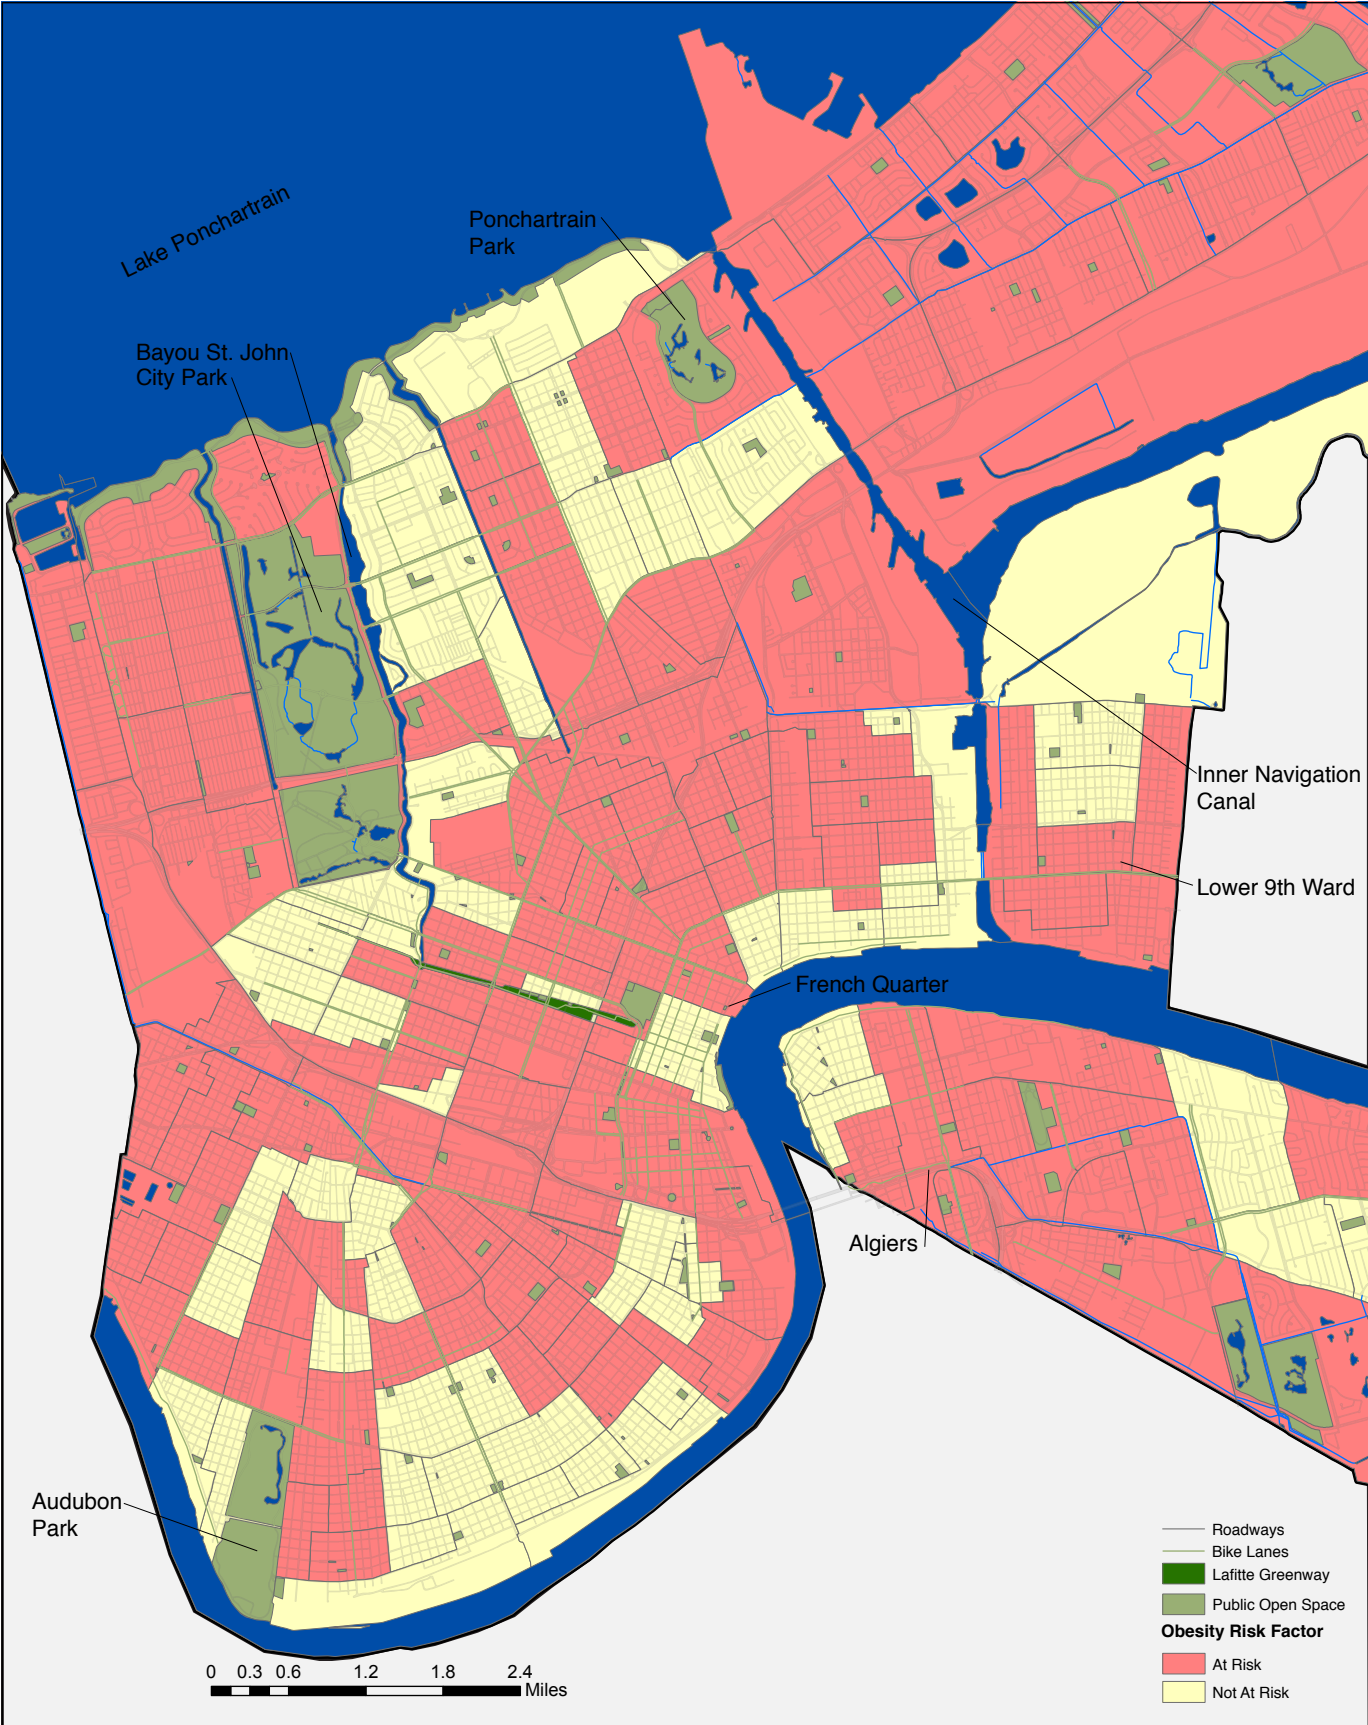 Lake Ponchartrain
Ponchartrain
Park
Bayou St. John
City Park
Inner Navigation
Canal
Lower 9th Ward
French Quarter
Algiers
Audubon
Park
Roadways
Bike Lanes
Lafitte Greenway
Public Open Space
Obesity Risk Factor
At Risk
Not At Risk
0 0.3 0.6 1.2 1.8 2.4
Miles